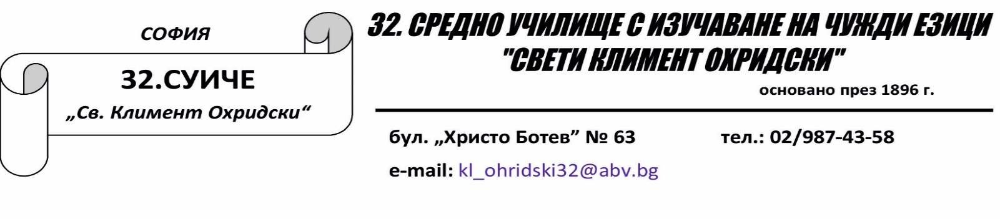 СОФИЯ
32.СУИЧЕ
„Св. Климент Охридски“
32. СРЕДНО УЧИЛИЩЕ С ИЗУЧАВАНЕ НА ЧУЖДИ ЕЗИЦИ
"СВЕТИ КЛИМЕНТ ОХРИДСКИ"
основано през 1896 г.
бул. „Христо Ботев” № 63 тел.: 02/987-43-58
e-mail: kl_ohridski32@abv.bg